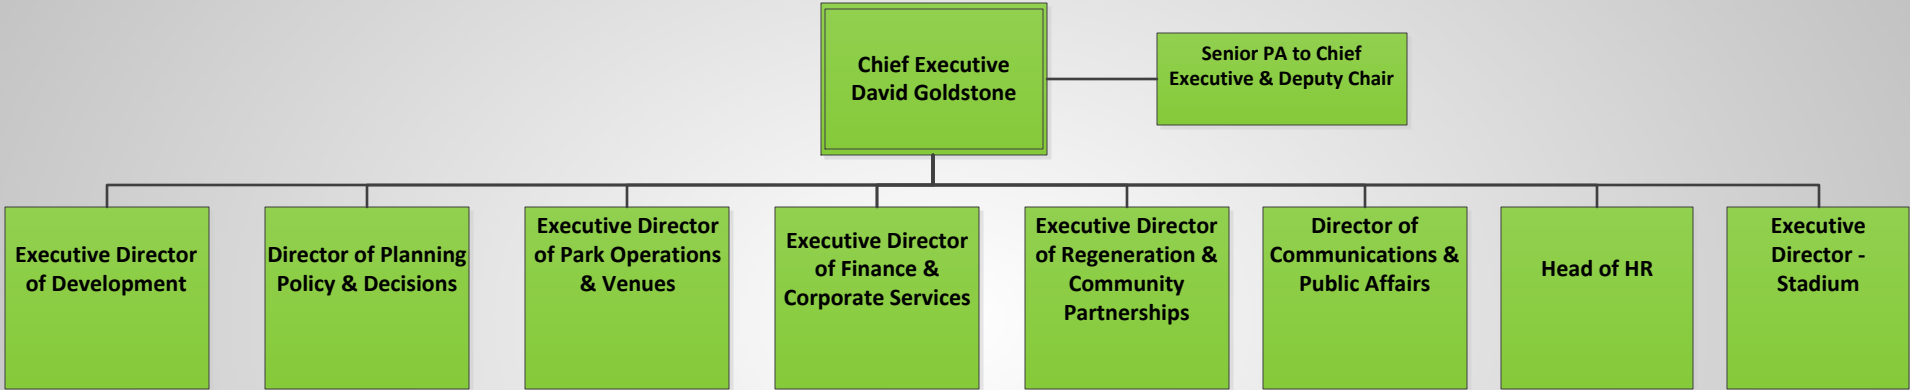 Chief Executive
David Goldstone
Senior PA to Chief
Executive & Deputy Chair
Executive Director
of Development
Director of Planning
Policy & Decisions
Executive Director
of Park Operations
& Venues
Executive Director
of Finance &
Corporate Services
Executive Director
of Regeneration &
Community
Partnerships
Director of
Communications &
Public Affairs
Head of HR
Executive
Director -
Stadium